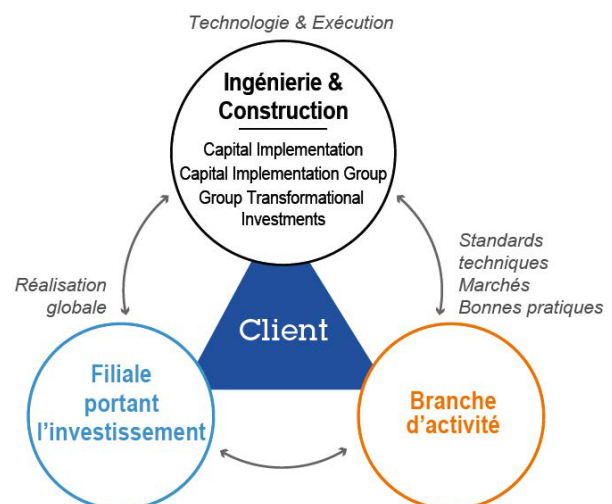 Technologie & Exécution
Ingénierie &
Construction
Capital Implementation
Capital Implementation Group
Group Transformational
Investments
Standards
techniques
Marchés
Bonnes pratiques
Réalisation
globale
Client
Filiale
portant
l’investissement
Branche
d’activité